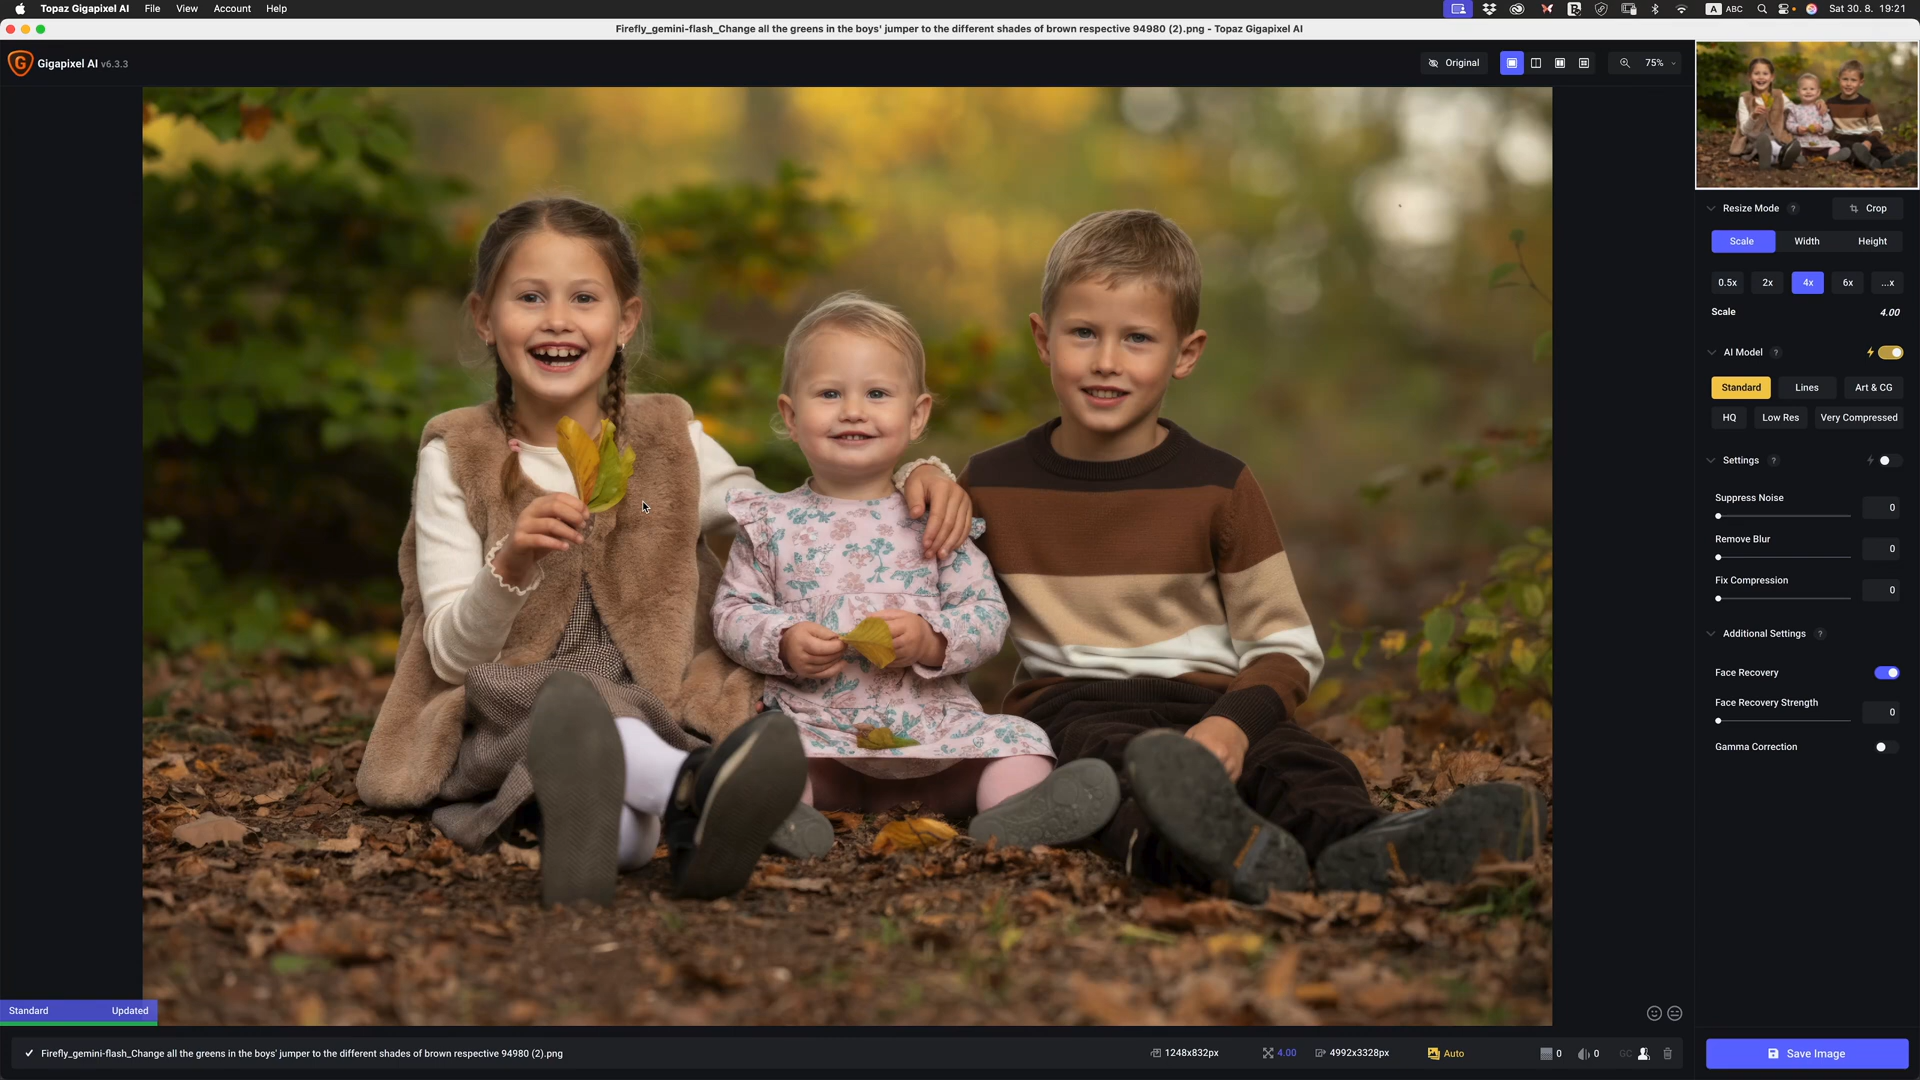 Topaz Gigapixel AI File View Account Help ABC Sat 30. 8. 19:21
Firefly_gemini-flash_Change all the greens in the boys' jumper to the different shades of brown respective 94980 (2).png - Topaz Gigapixel AI
Gigapixel AI v6.3.3
Original
75%
Resize Mode ? Crop
Scale Width Height
0.5x 2x 4x 6x ...x
Scale 4.00
AI Model ?
Standard Lines Art & CG
HQ Low Res Very Compressed
Settings ?
Suppress Noise
0
Remove Blur
0
Fix Compression
0
Additional Settings ?
Face Recovery
Face Recovery Strength
0
Gamma Correction
Standard Updated
Firefly_gemini-flash_Change all the greens in the boys' jumper to the different shades of brown respective 94980 (2).png 1248x832px 4.00 4992x3328px Auto 0 0 GC
Save Image